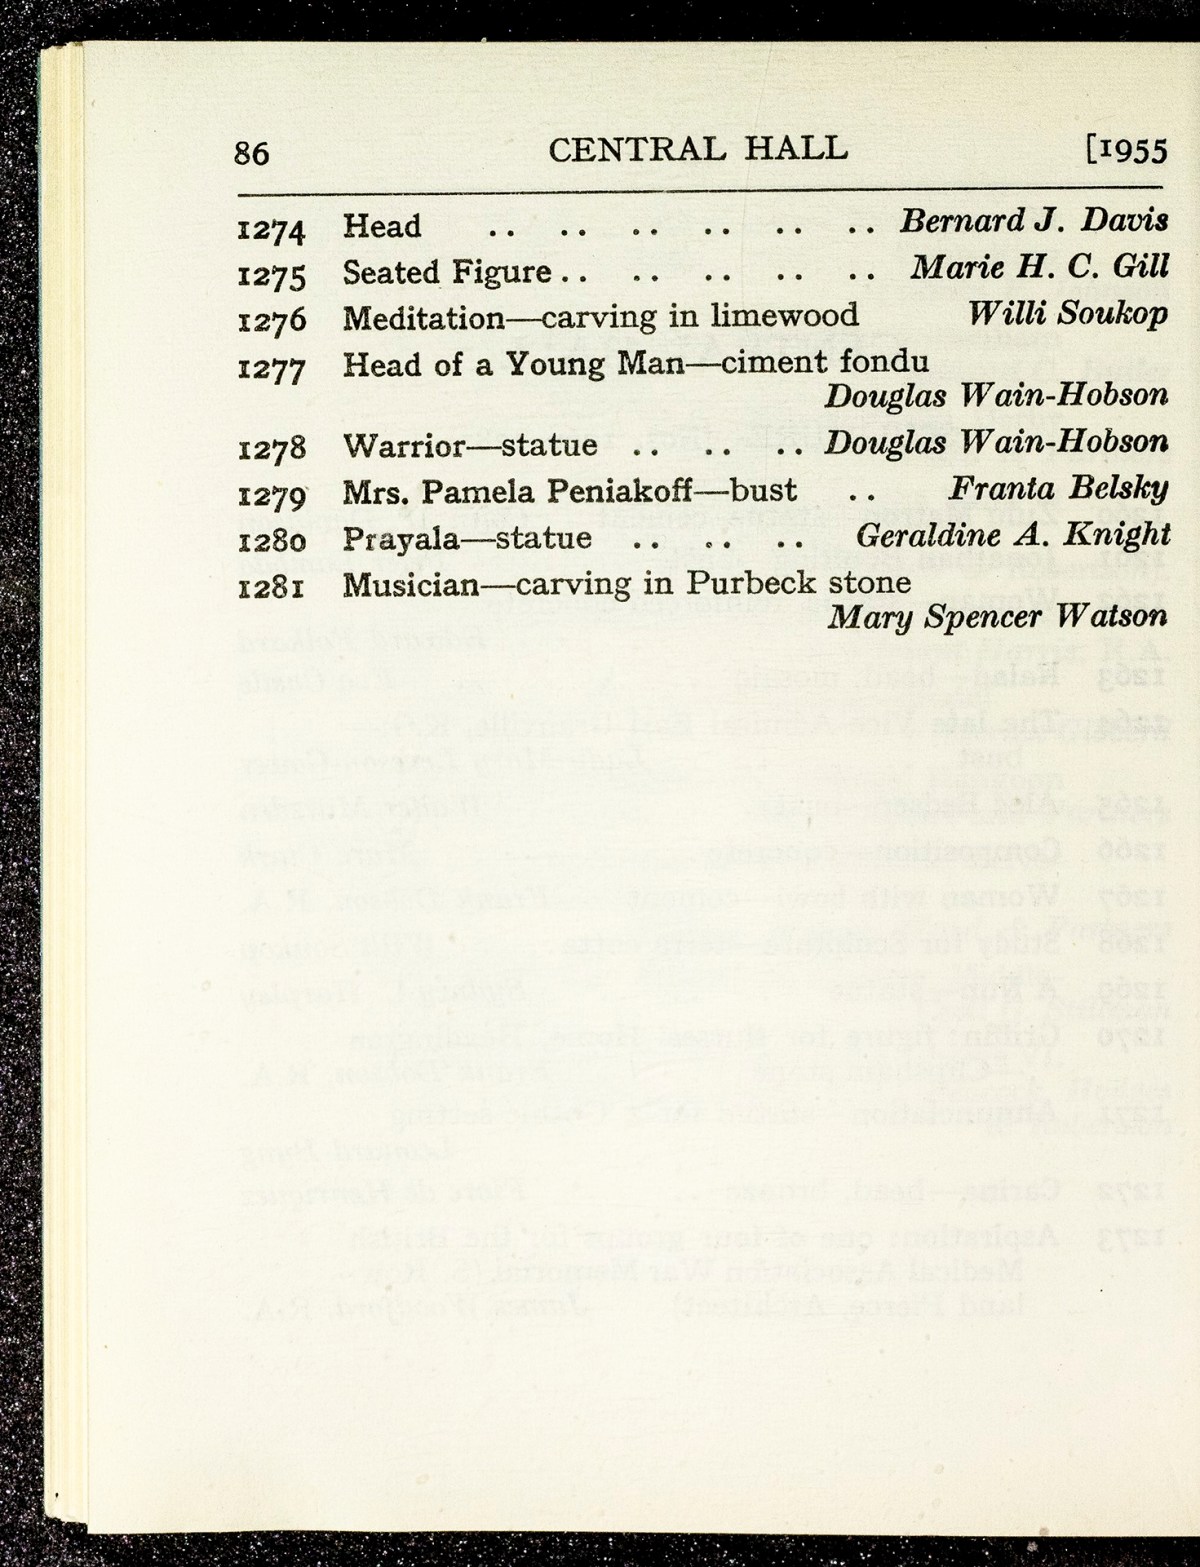 86 CENTRAL HALL [1955
1274 Head .. .. .. .. .. .. Bernard J. Davis
1275 Seated Figure .. .. .. .. .. Marie H. C. Gill
1276 Meditation—carving in limewood Willi Soukop
1277 Head of a Young Man—ciment fondu
Douglas Wain-Hobson
1278 Warrior—statue .. .. .. Douglas Wain-Hobson
1279 Mrs. Pamela Peniakoff—bust .. Franta Belsky
1280 Prayala—statue .. .. .. Geraldine A. Knight
1281 Musician—carving in Purbeck stone
Mary Spencer Watson